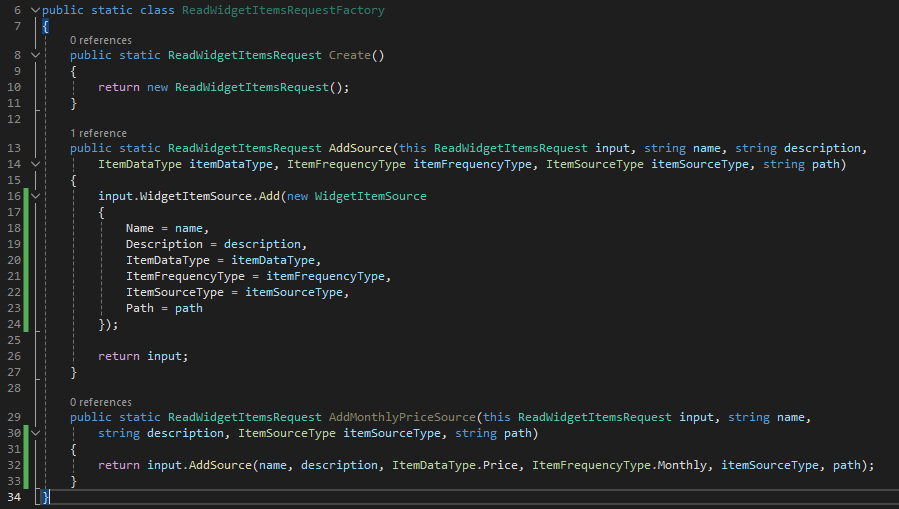 6 public static class ReadWidgetItemsRequestFactory
7 {
0 references
8 public static ReadWidgetItemsRequest Create()
9 {
10 return new ReadWidgetItemsRequest();
11 }
12
1 reference
13 public static ReadWidgetItemsRequest AddSource(this ReadWidgetItemsRequest input, string name, string description,
14 ItemDataType itemDataType, ItemFrequencyType itemFrequencyType, ItemSourceType itemSourceType, string path)
15 {
16 input.WidgetItemSource.Add(new WidgetItemSource
17 {
18 Name = name,
19 Description = description,
20 ItemDataType = itemDataType,
21 ItemFrequencyType = itemFrequencyType,
22 ItemSourceType = itemSourceType,
23 Path = path
24 });
25
26 return input;
27 }
28
0 references
29 public static ReadWidgetItemsRequest AddMonthlyPriceSource(this ReadWidgetItemsRequest input, string name,
30 string description, ItemSourceType itemSourceType, string path)
31 {
32 return input.AddSource(name, description, ItemDataType.Price, ItemFrequencyType.Monthly, itemSourceType, path);
33 }
34 }